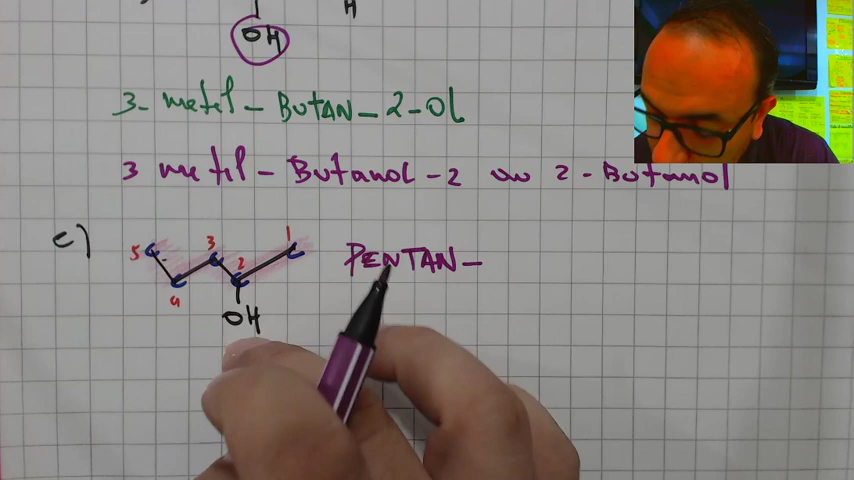 OH
H
3- metil - BUTAN - 2 - OL
3 metil - Butanol - 2 ou 2 - Butanol
c) 5 4 3 2 1 PENTAN -
C C C C C
OH